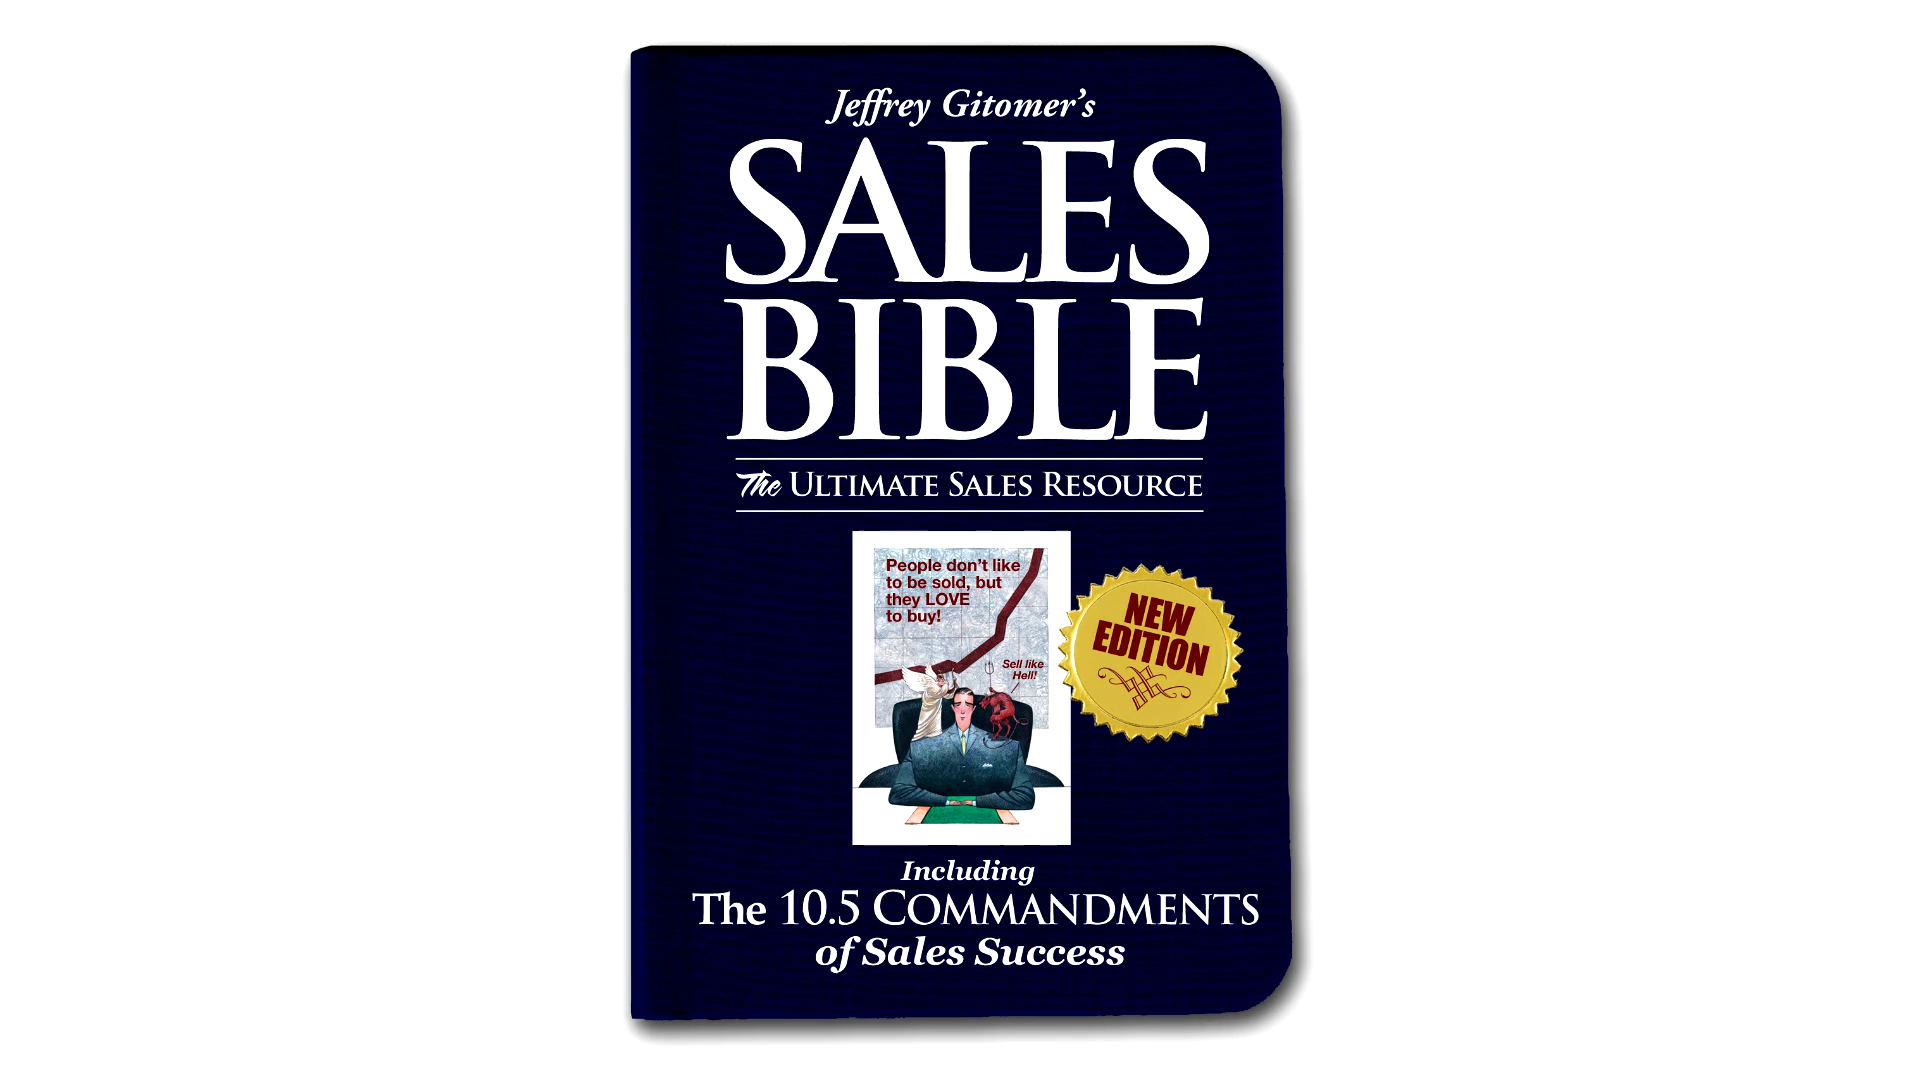 Jeffrey Gitomer's
SALES
BIBLE
The ULTIMATE SALES RESOURCE
People don't like
to be sold, but
they LOVE
to buy!
Sell like
Hell!
NEW
EDITION
Including
The 10.5 COMMANDMENTS
of Sales Success